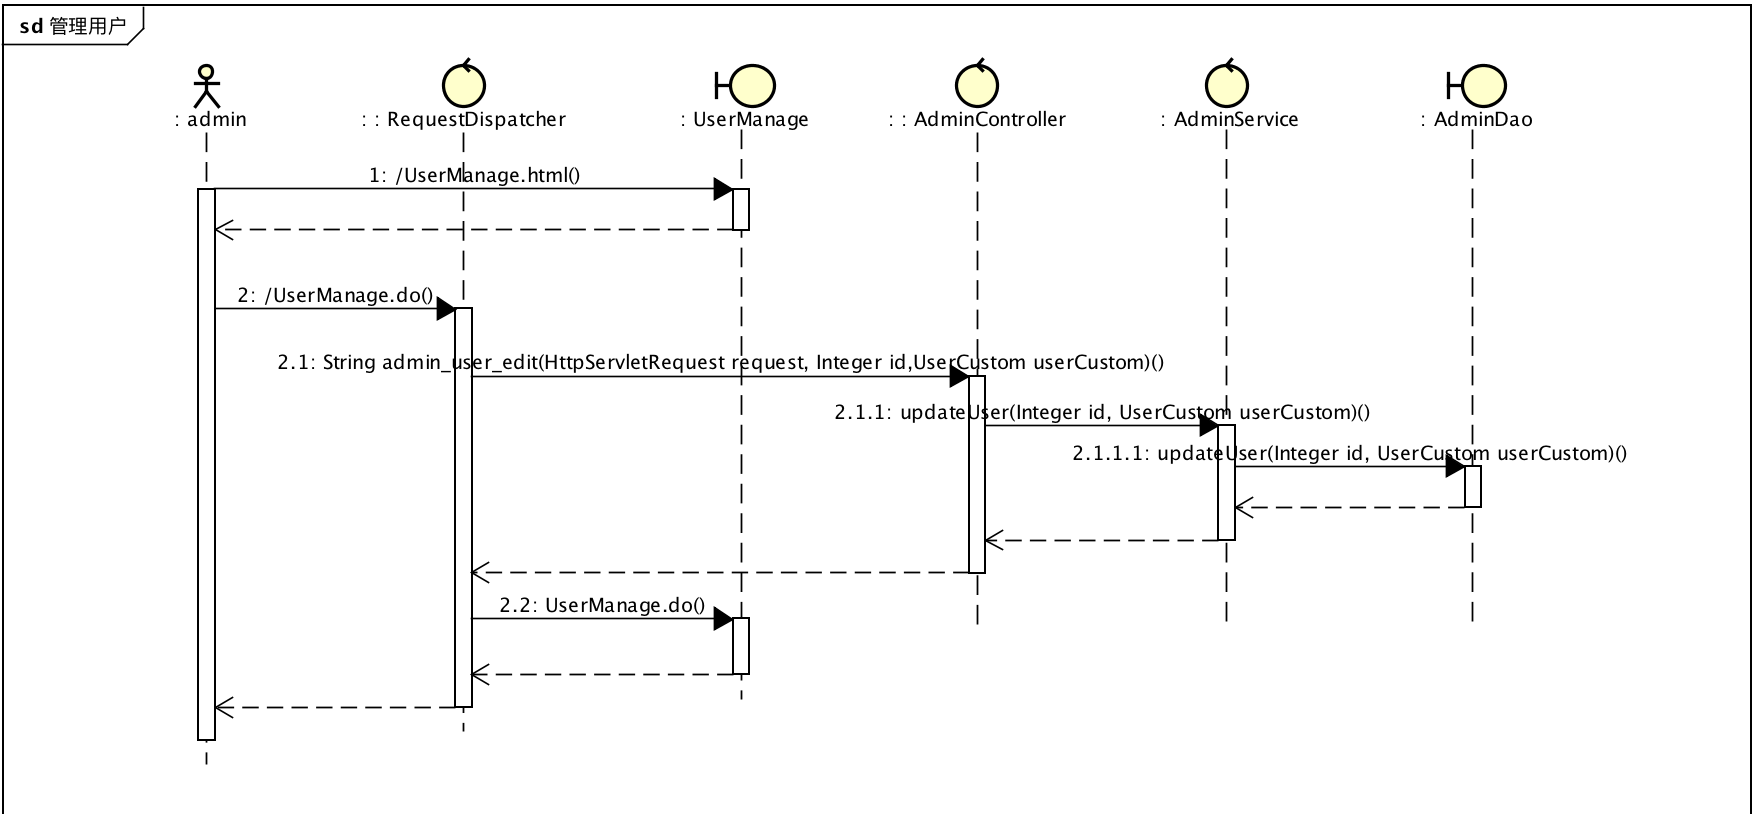 sd 管理用户
: admin
: : RequestDispatcher
: UserManage
: : AdminController
: AdminService
: AdminDao
1: /UserManage.html()
2: /UserManage.do()
2.1: String admin_user_edit(HttpServletRequest request, Integer id,UserCustom userCustom)()
2.1.1: updateUser(Integer id, UserCustom userCustom)()
2.1.1.1: updateUser(Integer id, UserCustom userCustom)()
2.2: UserManage.do()